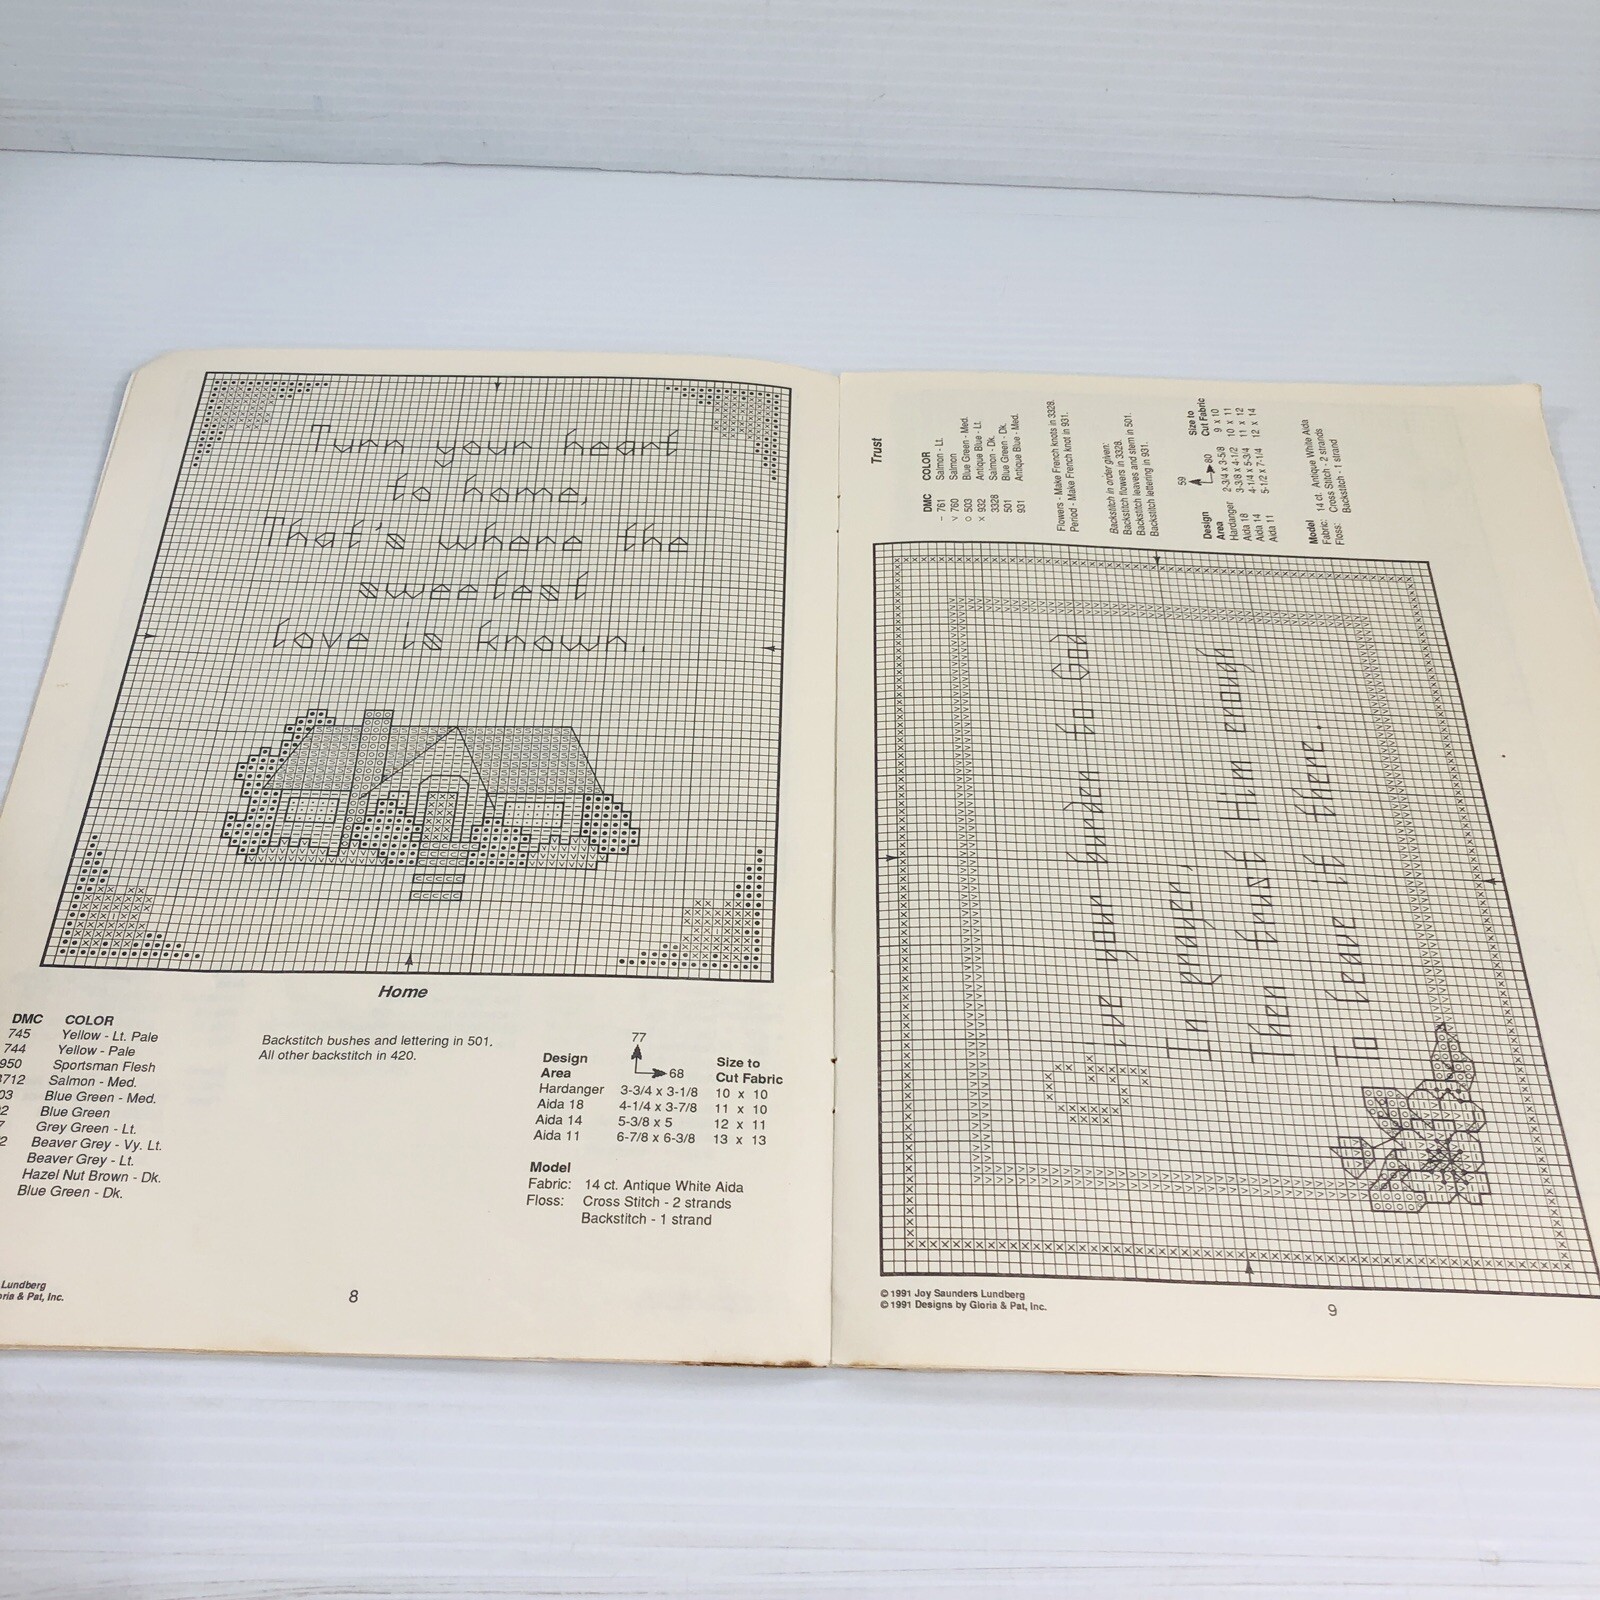 Turn your heart
to home,
That's where the
sweetest
love is known.
Home
DMC COLOR
745 Yellow - Lt. Pale
744 Yellow - Pale
950 Sportsman Flesh
3712 Salmon - Med.
03 Blue Green - Med.
2 Blue Green
7 Grey Green - Lt.
2 Beaver Grey - Vy. Lt.
Beaver Grey - Lt.
Hazel Nut Brown - Dk.
Blue Green - Dk.
Backstitch bushes and lettering in 501.
All other backstitch in 420.
77
68
Design Area Size to Cut Fabric
Hardanger 3-3/4 x 3-1/8 10 x 10
Aida 18 4-1/4 x 3-7/8 11 x 10
Aida 14 5-3/8 x 5 12 x 11
Aida 11 6-7/8 x 6-3/8 13 x 13
Model
Fabric: 14 ct. Antique White Aida
Floss: Cross Stitch - 2 strands
Backstitch - 1 strand
Lundberg
oria & Pat, Inc.
8
Trust
DMC COLOR
– 761 Salmon - Lt.
v 760 Salmon
o 503 Blue Green - Med.
x 932 Antique Blue - Lt.
3328 Salmon - Dk.
501 Blue Green - Dk.
931 Antique Blue - Med.
Flowers - Make French knots in 3328.
Period - Make French knot in 931.
Backstitch in order given:
Backstitch flowers in 3328.
Backstitch leaves and stem in 501.
Backstitch lettering in 931.
59
80
Design Area Size to Cut Fabric
Hardanger 2-3/4 x 3-5/8 9 x 10
Aida 18 3-3/8 x 4-1/2 10 x 11
Aida 14 4-1/4 x 5-3/4 11 x 12
Aida 11 5-1/2 x 7-1/4 12 x 14
Model
Fabric: 14 ct. Antique White Aida
Floss: Cross Stitch - 2 strands
Backstitch - 1 strand
Give your burden to God
In prayer,
Then trust Him enough
To leave it there.
© 1991 Joy Saunders Lundberg
© 1991 Designs by Gloria & Pat, Inc.
9